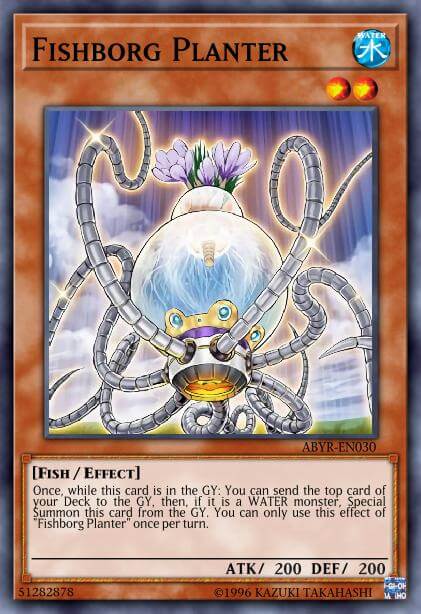 Fishborg Planter
WATER
水
ABYR-EN030
[Fish / Effect]
Once, while this card is in the GY: You can send the top card of
your Deck to the GY, then, if it is a WATER monster, Special
Summon this card from the GY. You can only use this effect of
"Fishborg Planter" once per turn.
ATK/ 200 DEF/ 200
51282878
©1996 KAZUKI TAKAHASHI